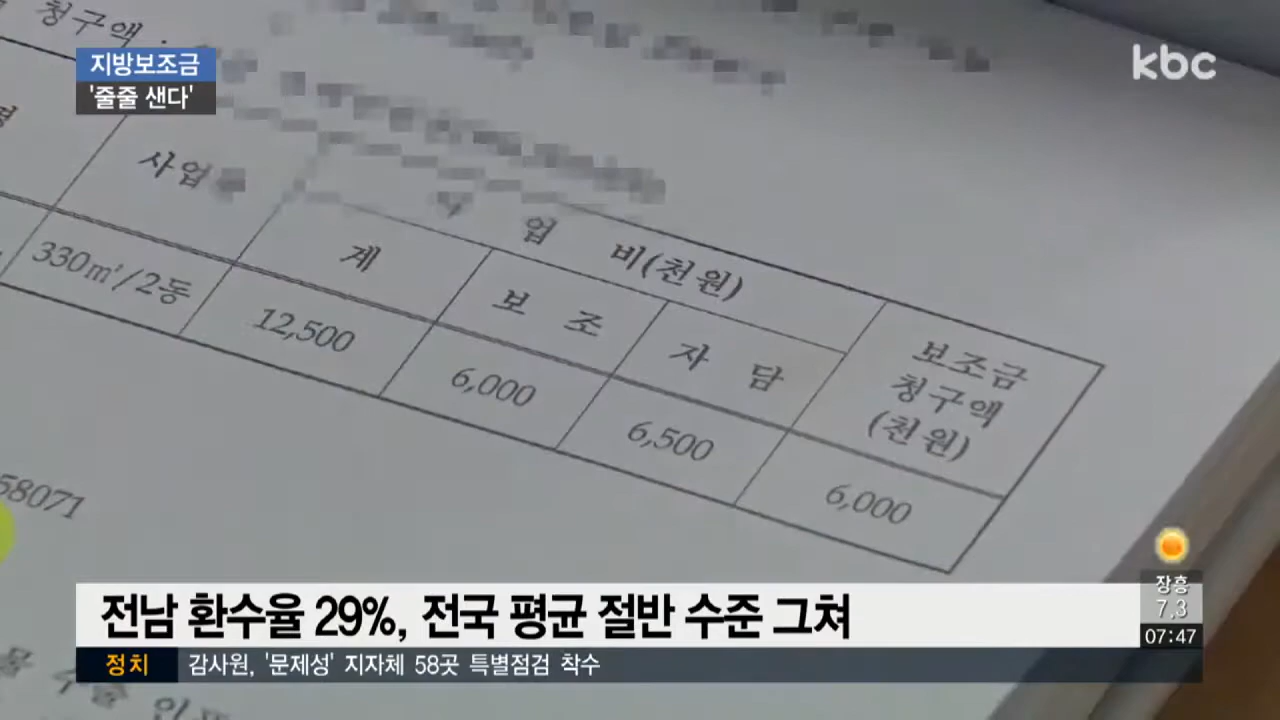 청구액 :
지방보조금
'줄줄 샌다'
kbc
사업
업 비(천원)
계
보 조
자 담
보조금
청구액
(천원)
330㎡/2동
12,500
6,000
6,500
6,000
58071
장흥
7.3
07:47
전남 환수율 29%, 전국 평균 절반 수준 그쳐
정치
감사원, '문제성' 지자체 58곳 특별점검 착수